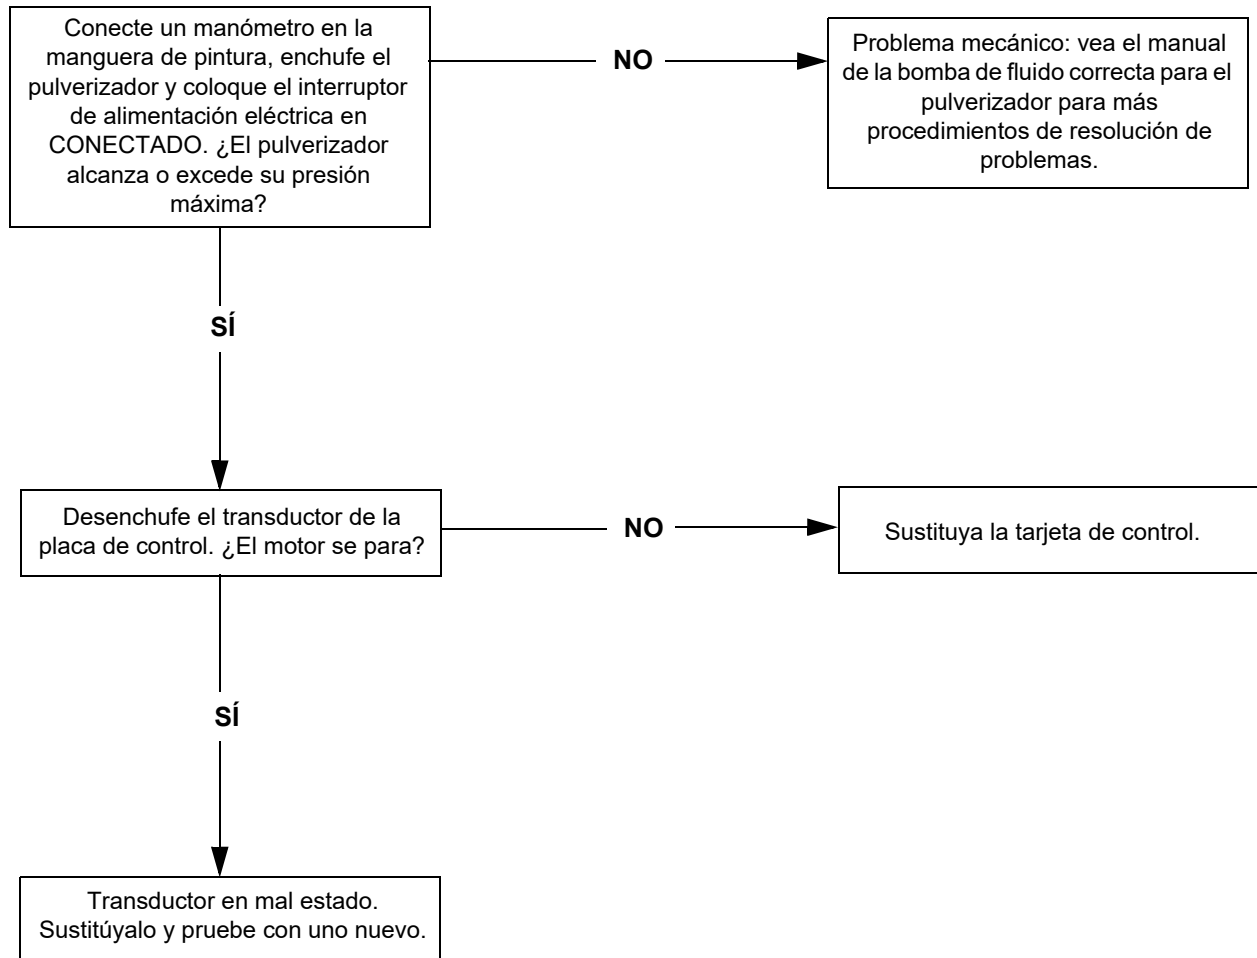 Conecte un manómetro en la
manguera de pintura, enchufe el
pulverizador y coloque el interruptor
de alimentación eléctrica en
CONECTADO. ¿El pulverizador
alcanza o excede su presión
máxima?
NO
Problema mecánico: vea el manual
de la bomba de fluido correcta para el
pulverizador para más
procedimientos de resolución de
problemas.
SÍ
Desenchufe el transductor de la
placa de control. ¿El motor se para?
NO
Sustituya la tarjeta de control.
SÍ
Transductor en mal estado.
Sustitúyalo y pruebe con uno nuevo.